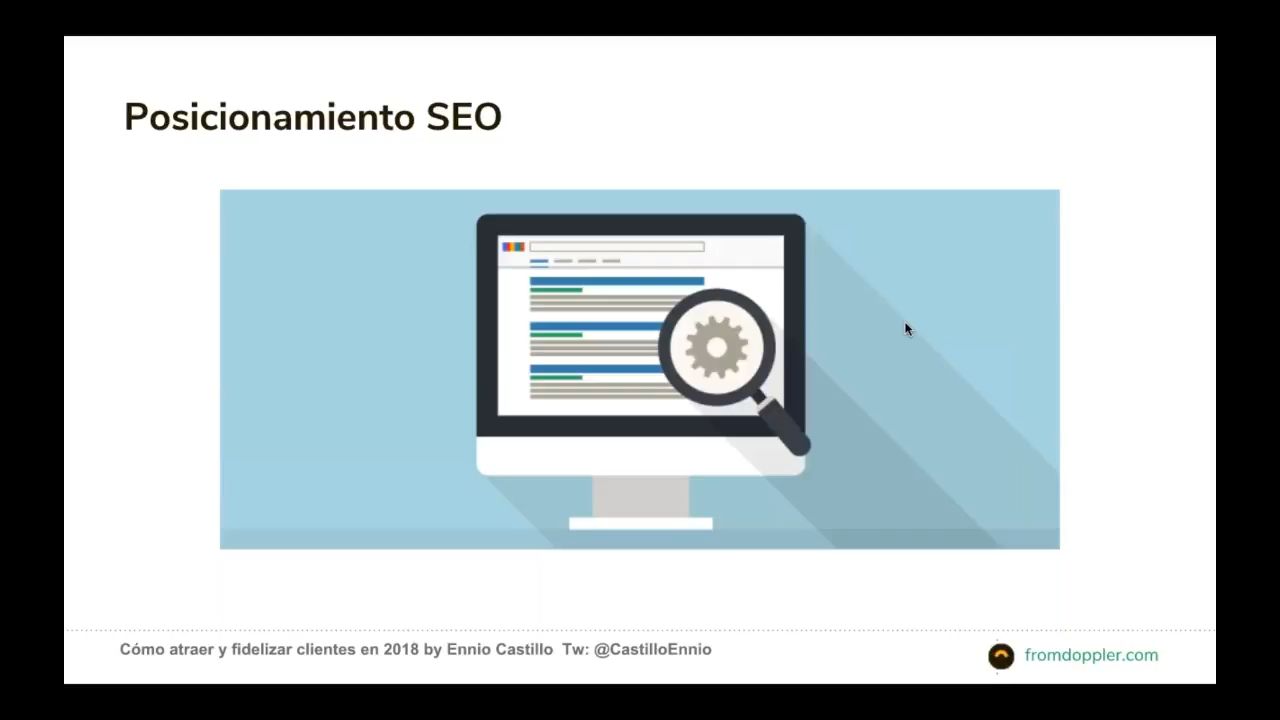 Posicionamiento SEO
Cómo atraer y fidelizar clientes en 2018 by Ennio Castillo Tw: @CastilloEnnio
fromdoppler.com